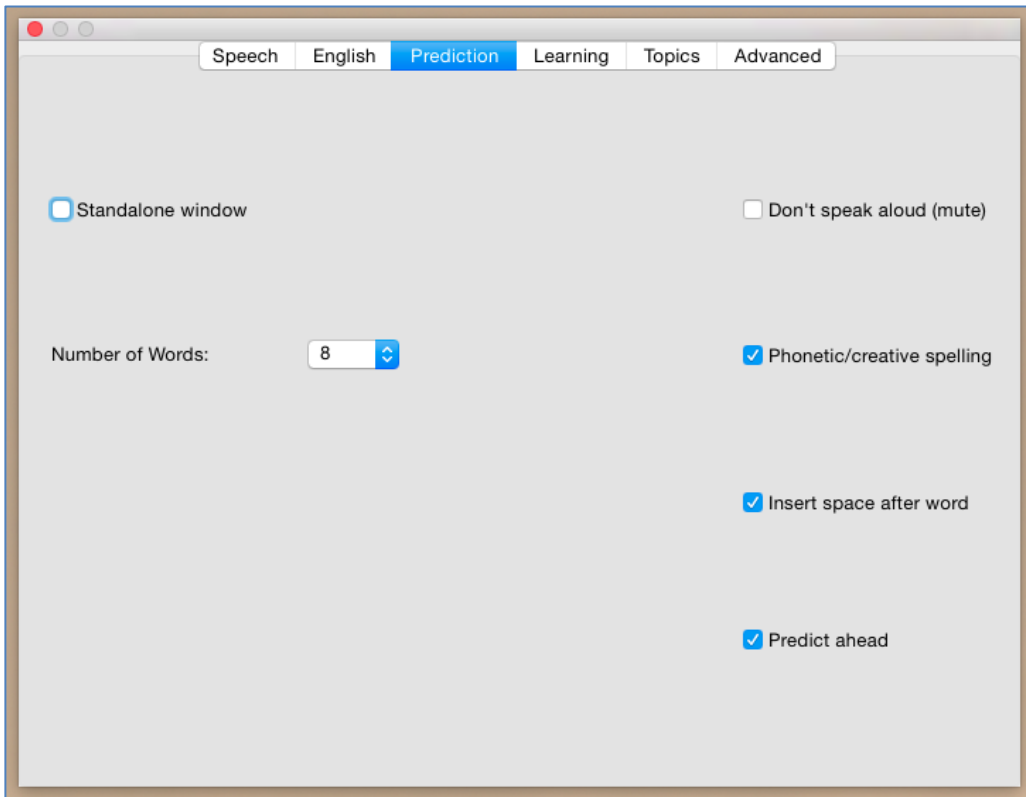 Speech English Prediction Learning Topics Advanced
Standalone window Don't speak aloud (mute)
Number of Words: 8 Phonetic/creative spelling
Insert space after word
Predict ahead